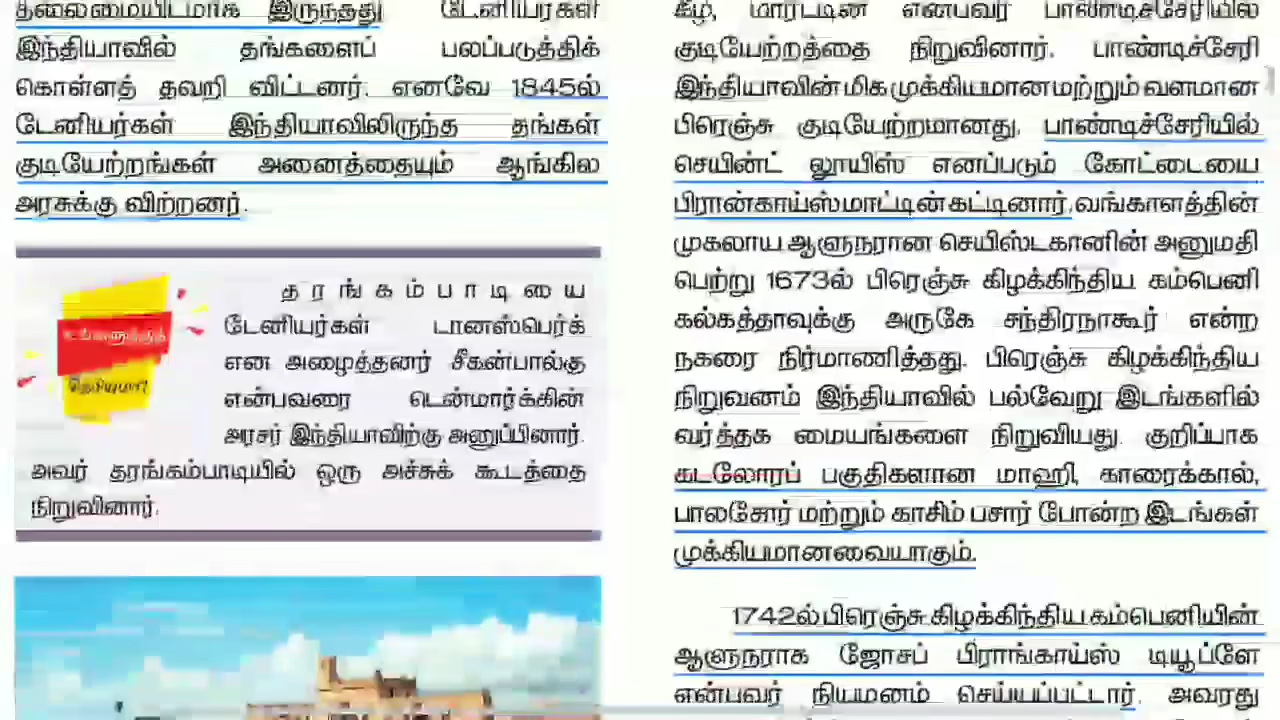 தலைமையிடமாக இருந்தது டேனியர்கள்
இந்தியாவில் தங்களைப் பலப்படுத்திக்
கொள்ளத் தவறி விட்டனர். எனவே 1845ல்
டேனியர்கள் இந்தியாவிலிருந்த தங்கள்
குடியேற்றங்கள் அனைத்தையும் ஆங்கில
அரசுக்கு விற்றனர்.
உங்களுக்குத்
தெரியுமா?
தரங்கம்பாடியை
டேனியர்கள் டானஸ்பெர்க்
என அழைத்தனர் சீகன்பால்கு
என்பவரை டென்மார்க்கின்
அரசர் இந்தியாவிற்கு அனுப்பினார்.
அவர் தரங்கம்பாடியில் ஒரு அச்சுக் கூடத்தை
நிறுவினார்.
கீழ், மார்டின் என்பவர் பாண்டிச்சேரியில்
குடியேற்றத்தை நிறுவினார். பாண்டிச்சேரி
இந்தியாவின் மிக முக்கியமான மற்றும் வளமான
பிரெஞ்சு குடியேற்றமானது. பாண்டிச்சேரியில்
செயின்ட் லூயிஸ் எனப்படும் கோட்டையை
பிரான்காய்ஸ் மாட்டின் கட்டினார். வங்காளத்தின்
முகலாய ஆளுநரான செயிஸ்டகானின் அனுமதி
பெற்று 1673ல் பிரெஞ்சு கிழக்கிந்திய கம்பெனி
கல்கத்தாவுக்கு அருகே சந்திரநாகூர் என்ற
நகரை நிர்மாணித்தது. பிரெஞ்சு கிழக்கிந்திய
நிறுவனம் இந்தியாவில் பல்வேறு இடங்களில்
வர்த்தக மையங்களை நிறுவியது. குறிப்பாக
கடலோரப் பகுதிகளான மாஹி, காரைக்கால்,
பாலசோர் மற்றும் காசிம் பசார் போன்ற இடங்கள்
முக்கியமானவையாகும்.
1742ல் பிரெஞ்சு கிழக்கிந்திய கம்பெனியின்
ஆளுநராக ஜோசப் பிராங்காய்ஸ் டியூப்ளே
என்பவர் நியமனம் செய்யப்பட்டார். அவரது